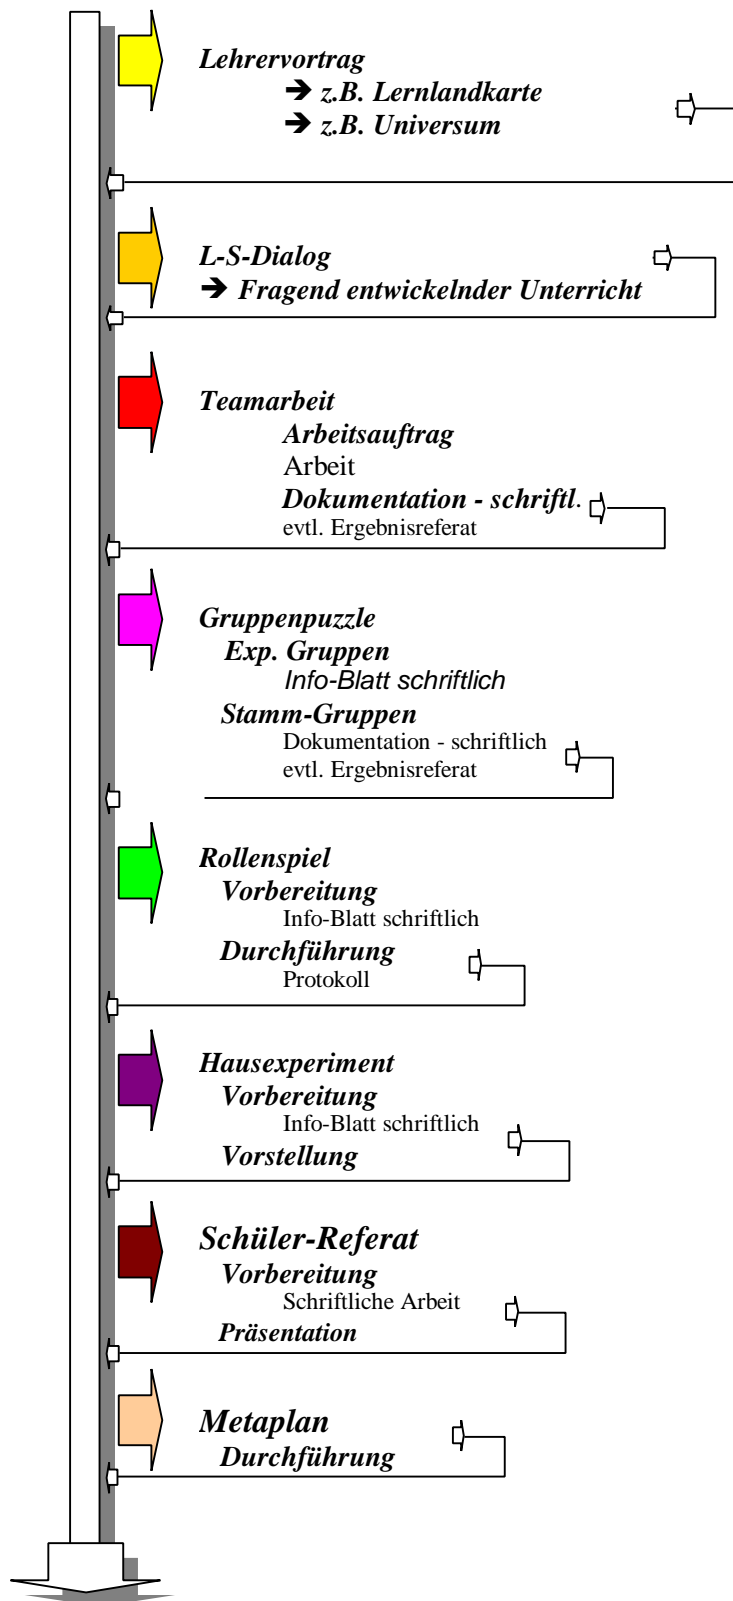 Lehrervortrag
➔ z.B. Lernlandkarte
➔ z.B. Universum
L-S-Dialog
➔ Fragend entwickelnder Unterricht
Teamarbeit
Arbeitsauftrag
Arbeit
Dokumentation - schriftl.
evtl. Ergebnisreferat
Gruppenpuzzle
Exp. Gruppen
Info-Blatt schriftlich
Stamm-Gruppen
Dokumentation - schriftlich
evtl. Ergebnisreferat
Rollenspiel
Vorbereitung
Info-Blatt schriftlich
Durchführung
Protokoll
Hausexperiment
Vorbereitung
Info-Blatt schriftlich
Vorstellung
Schüler-Referat
Vorbereitung
Schriftliche Arbeit
Präsentation
Metaplan
Durchführung